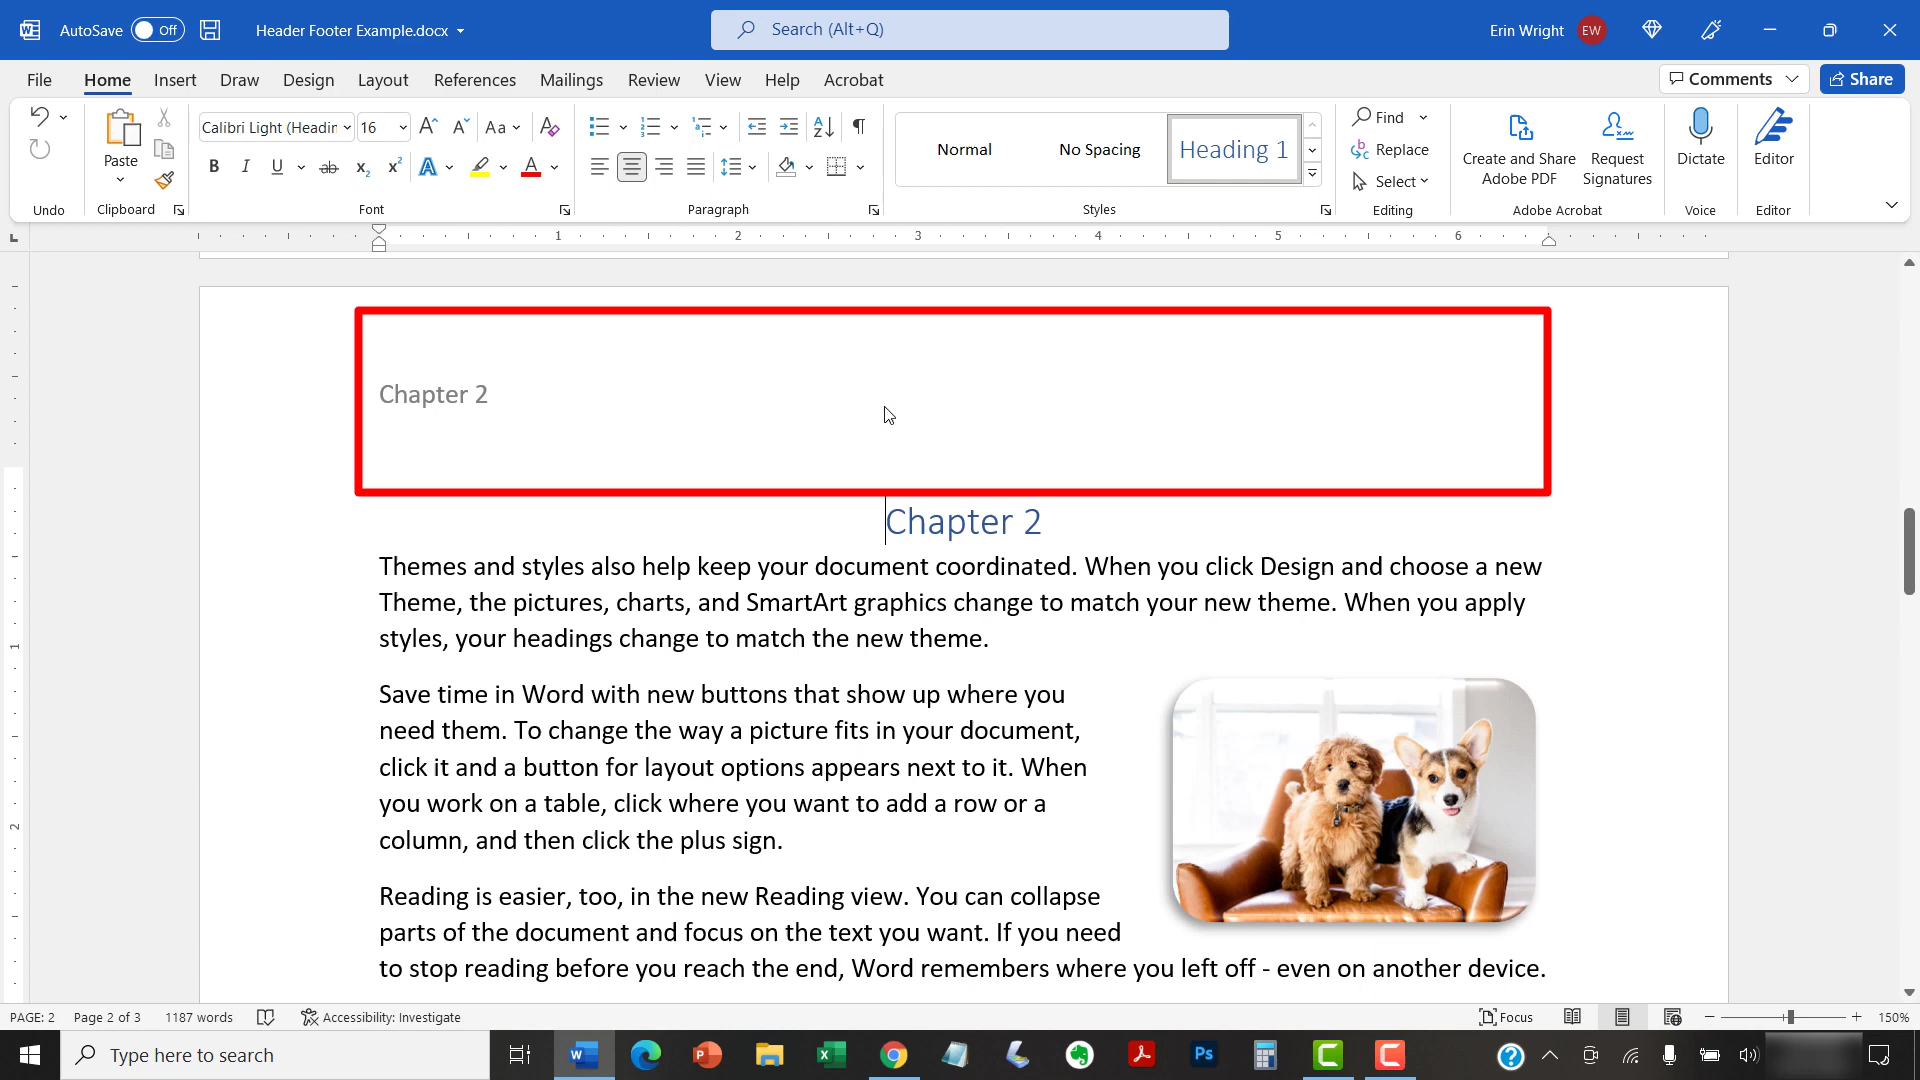 AutoSave Off Header Footer Example.docx Search (Alt+Q) Erin Wright EW
File Home Insert Draw Design Layout References Mailings Review View Help Acrobat Comments Share
Calibri Light (Headin 16 Aa
Paste
B I U ab x2 x2 A A
Normal No Spacing Heading 1
Find
Replace
Select
Create and Share Adobe PDF
Request Signatures
Dictate
Editor
Undo Clipboard Font Paragraph Styles Editing Adobe Acrobat Voice Editor
1 2 3 4 5 6
Chapter 2
Chapter 2
Themes and styles also help keep your document coordinated. When you click Design and choose a new
Theme, the pictures, charts, and SmartArt graphics change to match your new theme. When you apply
styles, your headings change to match the new theme.
Save time in Word with new buttons that show up where you
need them. To change the way a picture fits in your document,
click it and a button for layout options appears next to it. When
you work on a table, click where you want to add a row or a
column, and then click the plus sign.
Reading is easier, too, in the new Reading view. You can collapse
parts of the document and focus on the text you want. If you need
to stop reading before you reach the end, Word remembers where you left off - even on another device.
1
2
PAGE: 2 Page 2 of 3 1187 words Accessibility: Investigate Focus 150%
Type here to search